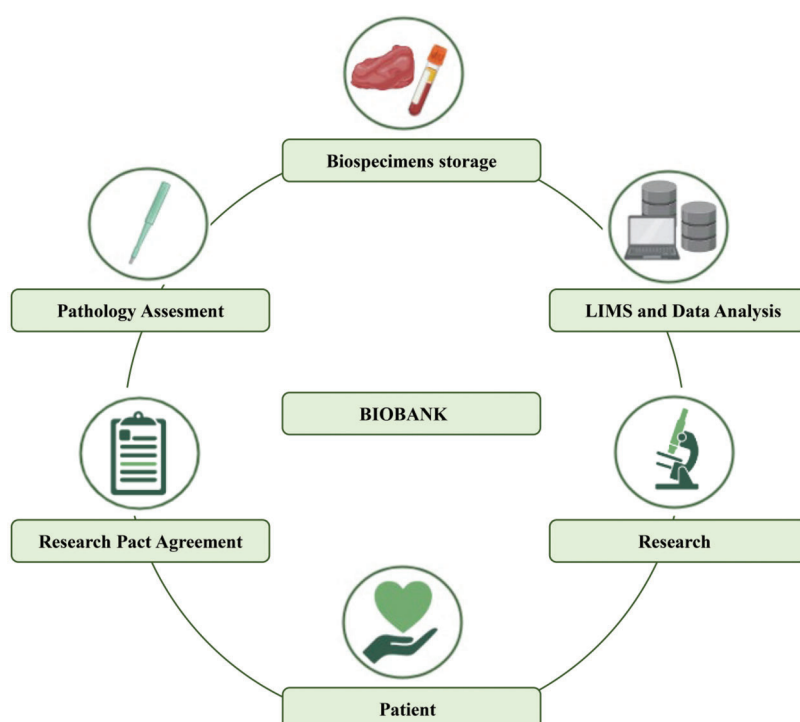 Biospecimens storage
Pathology Assesment
LIMS and Data Analysis
BIOBANK
Research Pact Agreement
Research
Patient